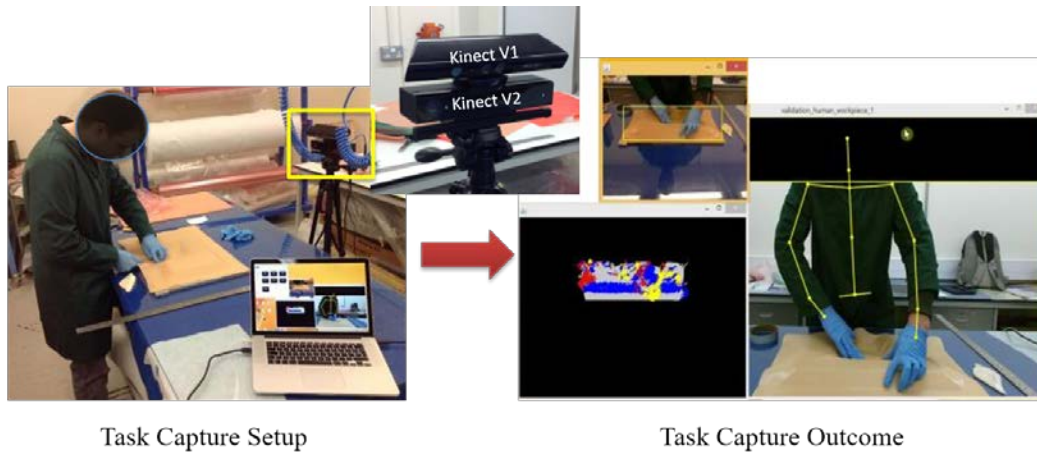 Kinect V1
Kinect V2
validation_human_workpiece_1
Task Capture Setup
Task Capture Outcome